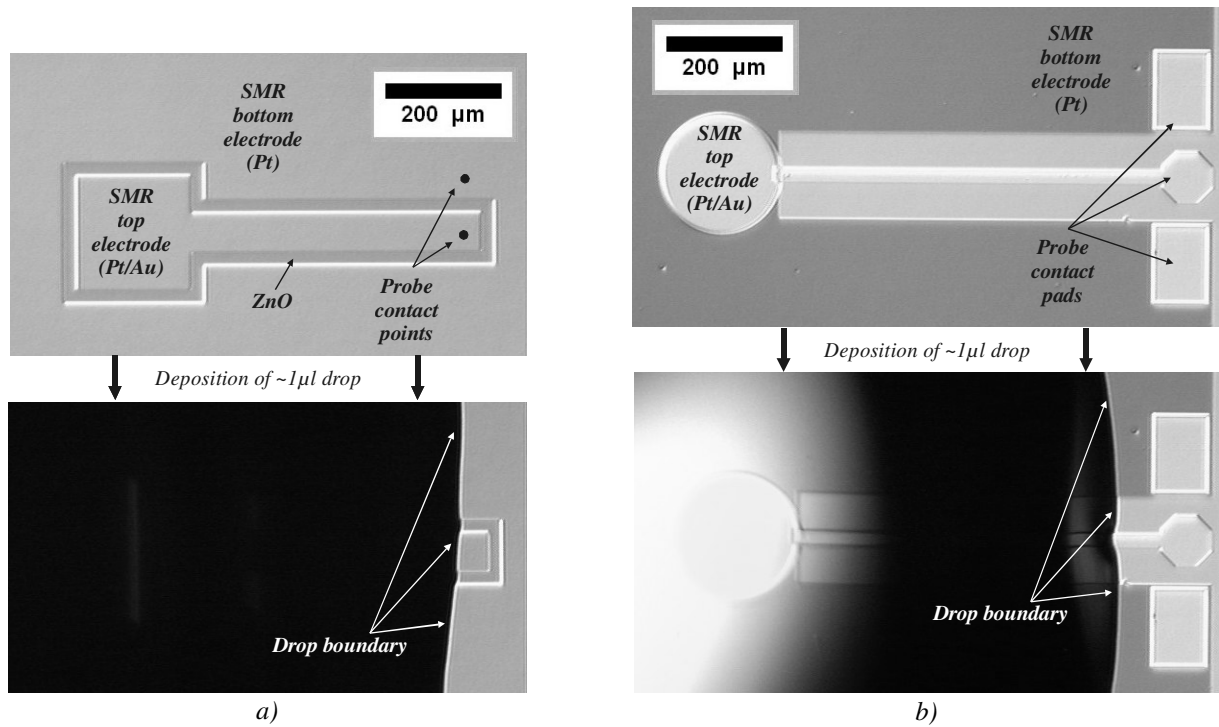 200 µm
SMR
bottom
electrode
(Pt)
SMR
top
electrode
(Pt/Au)
ZnO
Probe
contact
points
Deposition of ~1µl drop
Drop boundary
a)
200 µm
SMR
bottom
electrode
(Pt)
SMR
top
electrode
(Pt/Au)
Probe
contact
pads
Deposition of ~1µl drop
Drop boundary
b)